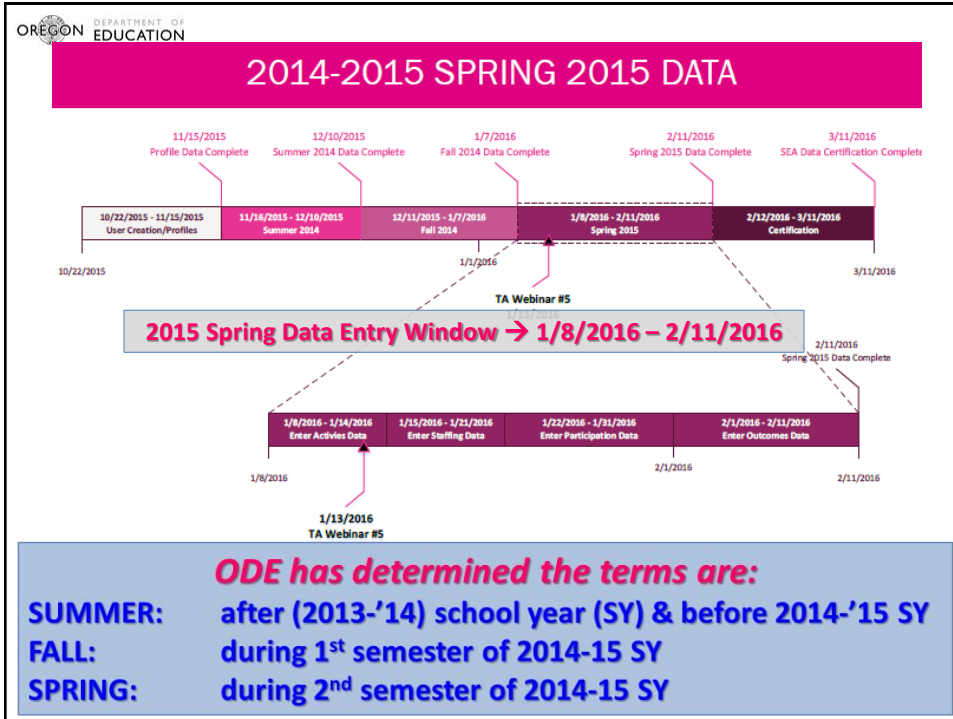 OREGON DEPARTMENT OF EDUCATION
2014-2015 SPRING 2015 DATA
11/15/2015
Profile Data Complete
12/10/2015
Summer 2014 Data Complete
1/7/2016
Fall 2014 Data Complete
2/11/2016
Spring 2015 Data Complete
3/11/2016
SEA Data Certification Complete
10/22/2015 - 11/15/2015
User Creation/Profiles
11/16/2015 - 12/10/2015
Summer 2014
12/11/2015 - 1/7/2016
Fall 2014
1/8/2016 - 2/11/2016
Spring 2015
2/12/2016 - 3/11/2016
Certification
10/22/2015
1/1/2016
3/11/2016
TA Webinar #5
1/13/2016
2015 Spring Data Entry Window → 1/8/2016 – 2/11/2016
2/11/2016
Spring 2015 Data Complete
1/8/2016 - 1/14/2016
Enter Activies Data
1/15/2016 - 1/21/2016
Enter Staffing Data
1/22/2016 - 1/31/2016
Enter Participation Data
2/1/2016 - 2/11/2016
Enter Outcomes Data
1/8/2016
2/1/2016
2/11/2016
1/13/2016
TA Webinar #5
ODE has determined the terms are:
SUMMER: after (2013-’14) school year (SY) & before 2014-’15 SY
FALL: during 1st semester of 2014-15 SY
SPRING: during 2nd semester of 2014-15 SY